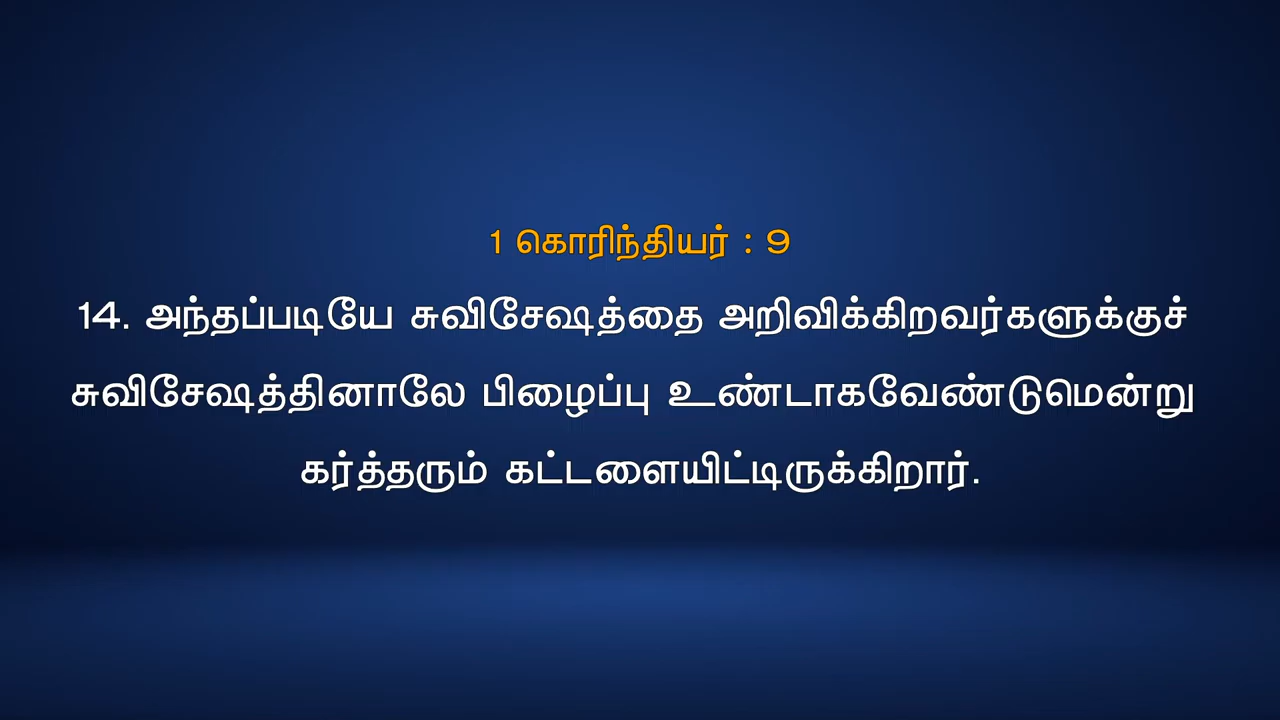 1 கொரிந்தியர் : 9
14. அந்தப்படியே சுவிசேஷத்தை அறிவிக்கிறவர்களுக்குச்
சுவிசேஷத்தினாலே பிழைப்பு உண்டாகவேண்டுமென்று
கர்த்தரும் கட்டளையிட்டிருக்கிறார்.